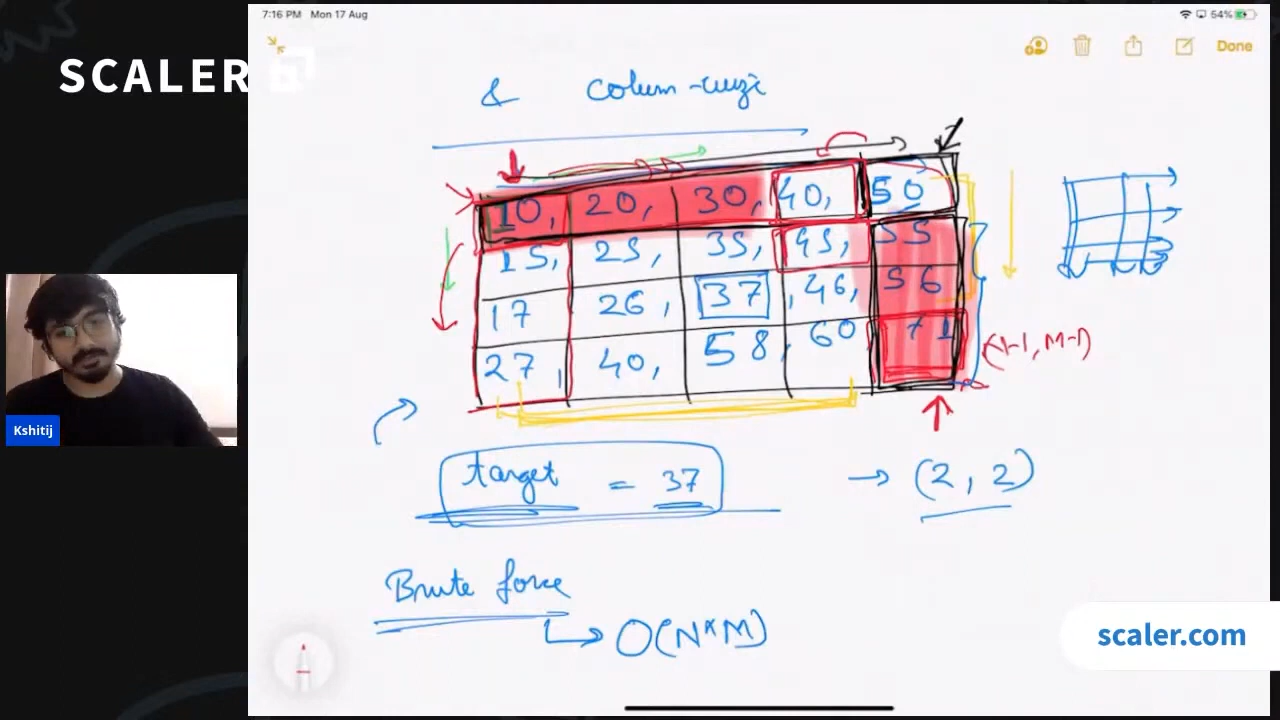 7:16 PM Mon 17 Aug
54%
SCALER
Done
& colum-wise
10, 20, 30, 40, 50
15, 25, 35, 45, 55
17 26, 37, 46, 56
27, 40, 58, 60, 71
(N-1, M-1)
target = 37 → (2, 2)
Kshitij
Brute force
↳ O(N*M)
scaler.com